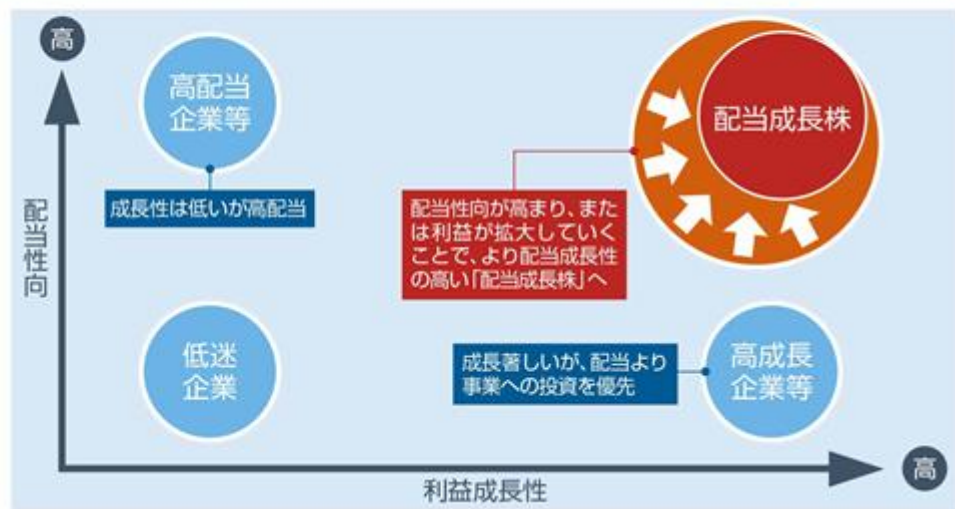 高
高配当
企業等
成長性は低いが高配当
配当成長株
配当性向が高まり、また
は利益が拡大していく
ことで、より配当成長性
の高い「配当成長株」へ
配当性向
低迷
企業
成長著しいが、配当より
事業への投資を優先
高成長
企業等
高
利益成長性